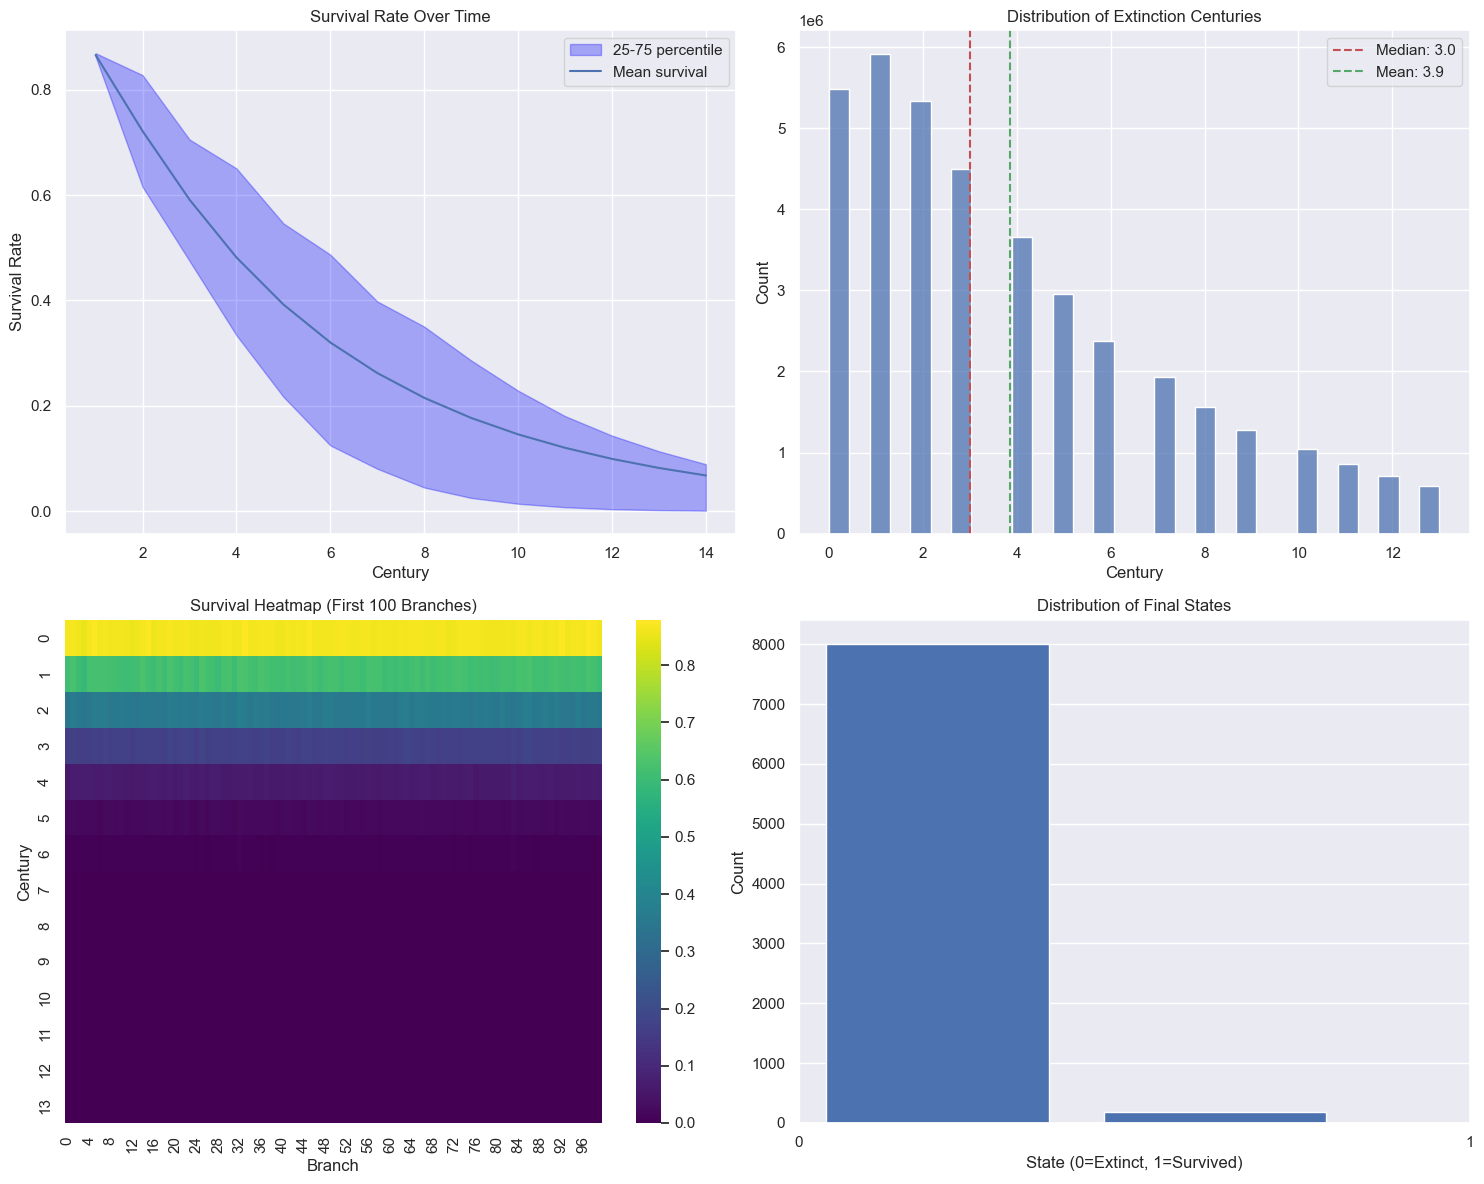 Survival Rate Over Time
25-75 percentile
Mean survival
0.8
0.6
0.4
0.2
0.0
Survival Rate
2 4 6 8 10 12 14
Century
Distribution of Extinction Centuries
1e6
Median: 3.0
Mean: 3.9
6
5
4
3
2
1
0
Count
0 2 4 6 8 10 12
Century
Survival Heatmap (First 100 Branches)
0
1
2
3
4
5
6
7
8
9
10
11
12
13
Century
0 4 8 12 16 20 24 28 32 36 40 44 48 52 56 60 64 68 72 76 80 84 88 92 96
Branch
0.8
0.7
0.6
0.5
0.4
0.3
0.2
0.1
0.0
Distribution of Final States
8000
7000
6000
5000
4000
3000
2000
1000
0
Count
0 1
State (0=Extinct, 1=Survived)